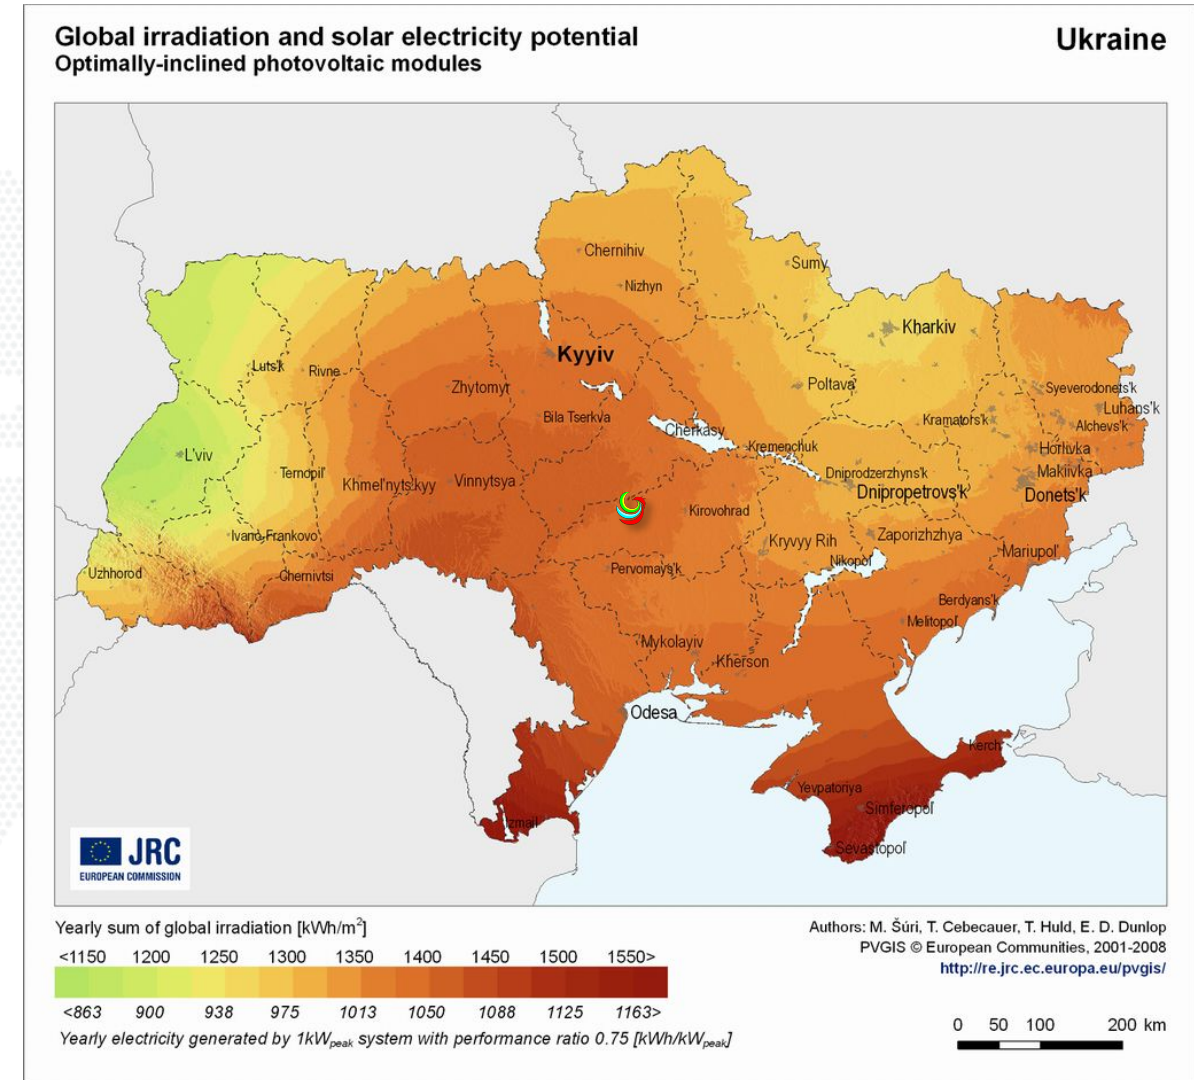 Global irradiation and solar electricity potential
Optimally-inclined photovoltaic modules
Ukraine
Chernihiv
Sumy
Nizhyn
Kharkiv
Kyyiv
Luts'k
Rivne
Zhytomyr
Poltava
Syeverodonets'k
Luhans'k
Bila Tserkva
Kramators'k
Alchevs'k
Cherkasy
Kremenchuk
Horlivka
L'viv
Ternopil'
Khmel'nyts'kyy
Vinnytsya
Dniprodzerzhyns'k
Makiivka
Dnipropetrovs'k
Donets'k
Kirovohrad
Ivano-Frankovo
Kryvyy Rih
Zaporizhzhya
Mariupol'
Nikopol'
Uzhhorod
Chernivtsi
Pervomays'k
Berdyans'k
Melitopol'
Mykolayiv
Kherson
Odesa
Kerch
Yevpatoriya
Simferopol'
Izmail
Sevastopol'
JRC
EUROPEAN COMMISSION
Yearly sum of global irradiation [kWh/m²]
<1150 1200 1250 1300 1350 1400 1450 1500 1550>
<863 900 938 975 1013 1050 1088 1125 1163>
Yearly electricity generated by 1kWpeak system with performance ratio 0.75 [kWh/kWpeak]
Authors: M. Šúri, T. Cebecauer, T. Huld, E. D. Dunlop
PVGIS © European Communities, 2001-2008
http://re.jrc.ec.europa.eu/pvgis/
0 50 100 200 km